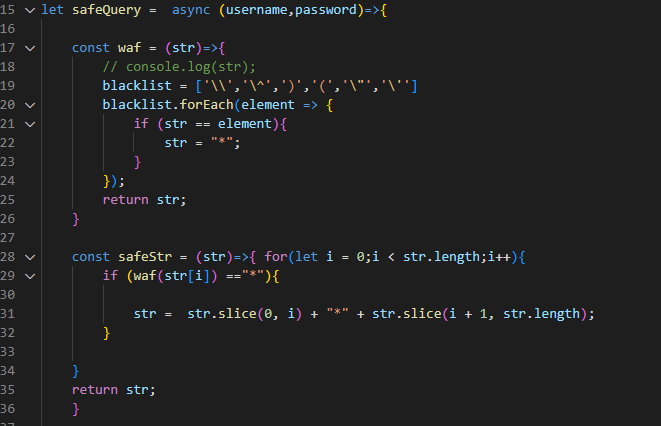 15 let safeQuery =  async (username,password)=>{
16
17     const waf = (str)=>{
18         // console.log(str);
19         blacklist = ['\\','\^',')','(','\"','\'']
20         blacklist.forEach(element => {
21             if (str == element){
22                 str = "*";
23             }
24         });
25         return str;
26     }
27
28     const safeStr = (str)=>{ for(let i = 0;i < str.length;i++){
29         if (waf(str[i]) =="*"){
30
31             str =  str.slice(0, i) + "*" + str.slice(i + 1, str.length);
32         }
33
34     }
35     return str;
36     }
37